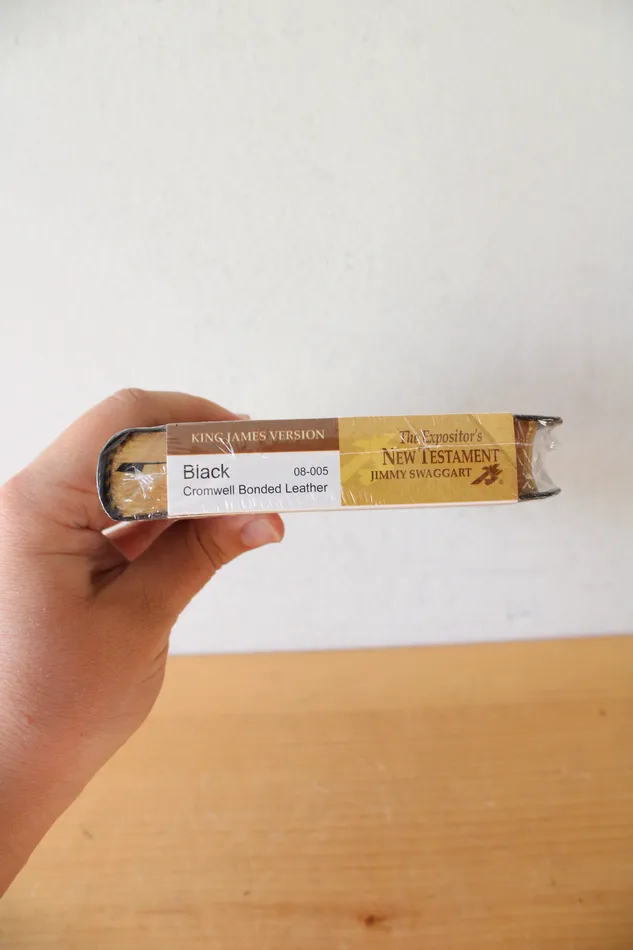 KING JAMES VERSION
Black 08-005
Cromwell Bonded Leather
The Expositor's
NEW TESTAMENT
JIMMY SWAGGART